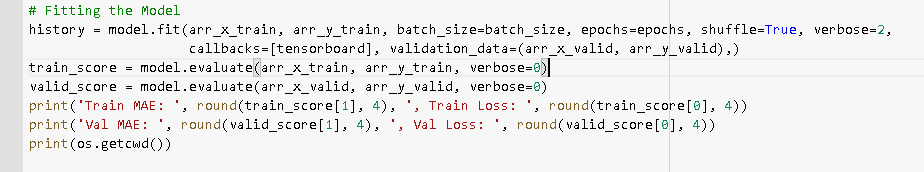 # Fitting the Model
history = model.fit(arr_x_train, arr_y_train, batch_size=batch_size, epochs=epochs, shuffle=True, verbose=2,
callbacks=[tensorboard], validation_data=(arr_x_valid, arr_y_valid),)
train_score = model.evaluate(arr_x_train, arr_y_train, verbose=0)
valid_score = model.evaluate(arr_x_valid, arr_y_valid, verbose=0)
print('Train MAE: ', round(train_score[1], 4), ', Train Loss: ', round(train_score[0], 4))
print('Val MAE: ', round(valid_score[1], 4), ', Val Loss: ', round(valid_score[0], 4))
print(os.getcwd())